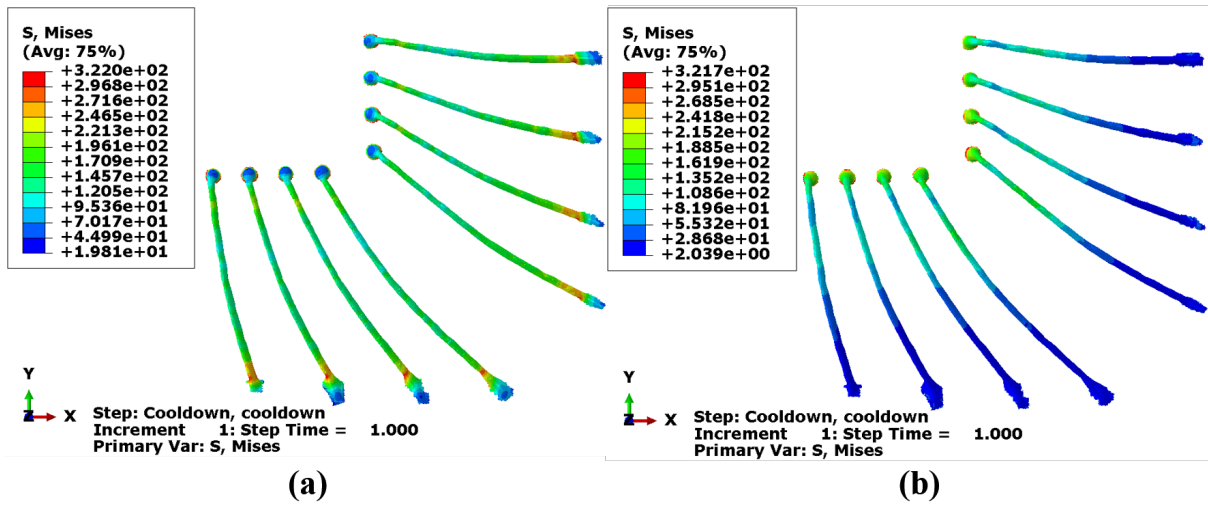 S, Mises
(Avg: 75%)
+3.220e+02
+2.968e+02
+2.716e+02
+2.465e+02
+2.213e+02
+1.961e+02
+1.709e+02
+1.457e+02
+1.205e+02
+9.536e+01
+7.017e+01
+4.499e+01
+1.981e+01
Y
Z
X
Step: Cooldown, cooldown
Increment 1: Step Time = 1.000
Primary Var: S, Mises
(a)
S, Mises
(Avg: 75%)
+3.217e+02
+2.951e+02
+2.685e+02
+2.418e+02
+2.152e+02
+1.885e+02
+1.619e+02
+1.352e+02
+1.086e+02
+8.196e+01
+5.532e+01
+2.868e+01
+2.039e+00
Y
Z
X
Step: Cooldown, cooldown
Increment 1: Step Time = 1.000
Primary Var: S, Mises
(b)